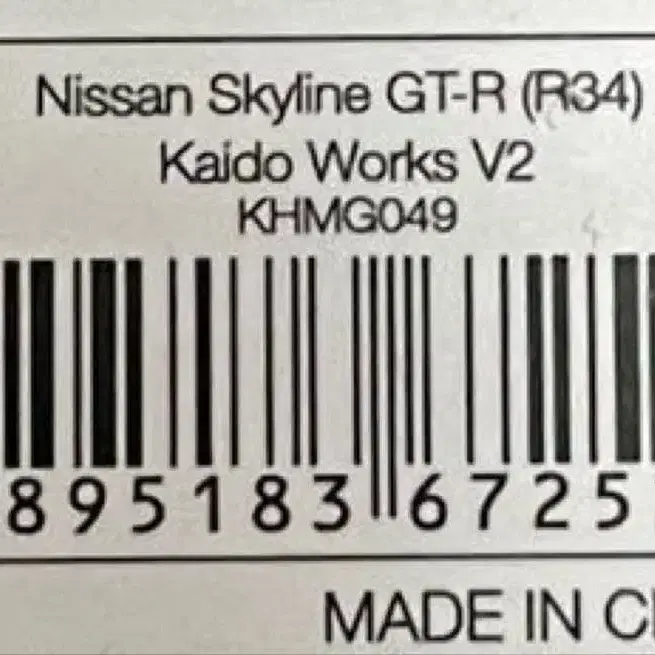 Nissan Skyline GT-R (R34)
Kaido Works V2
KHMG049
895183 6725
MADE IN C